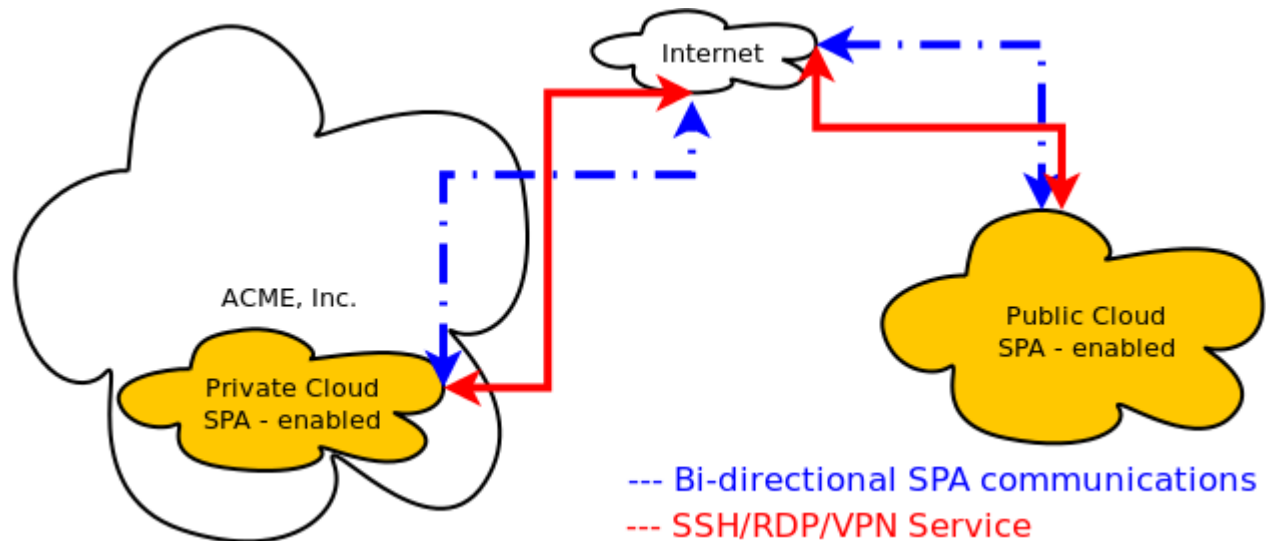 Internet
ACME, Inc.
Private Cloud
SPA - enabled
Public Cloud
SPA - enabled
--- Bi-directional SPA communications
--- SSH/RDP/VPN Service